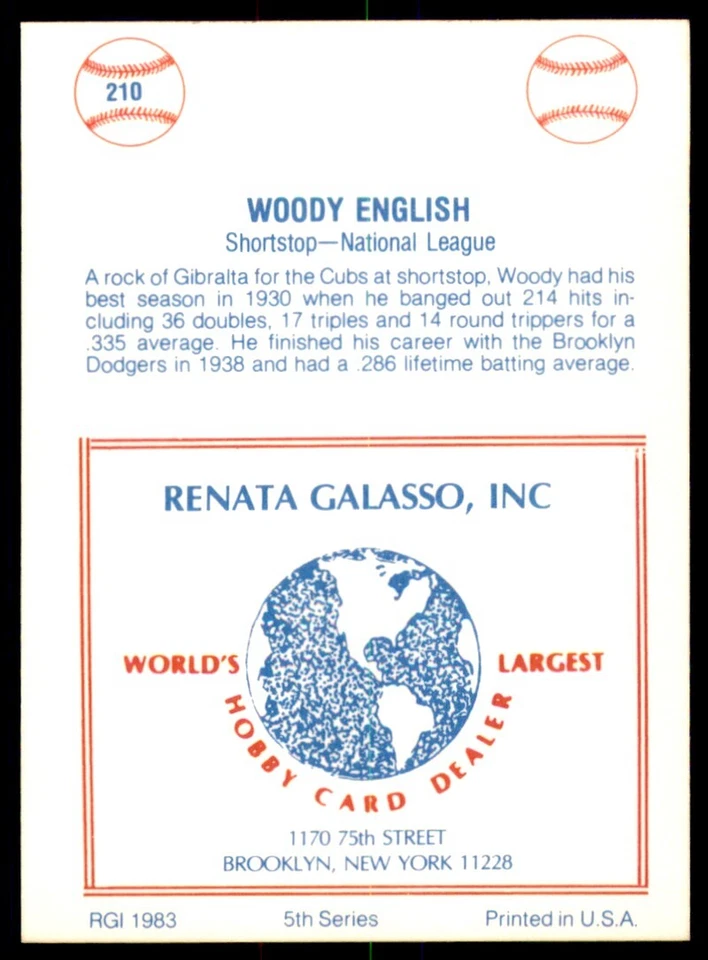 210
WOODY ENGLISH
Shortstop—National League
A rock of Gibralta for the Cubs at shortstop, Woody had his
best season in 1930 when he banged out 214 hits in-
cluding 36 doubles, 17 triples and 14 round trippers for a
.335 average. He finished his career with the Brooklyn
Dodgers in 1938 and had a .286 lifetime batting average.
RENATA GALASSO, INC
WORLD'S LARGEST
HOBBY CARD DEALER
1170 75th STREET
BROOKLYN, NEW YORK 11228
RGI 1983 5th Series Printed in U.S.A.